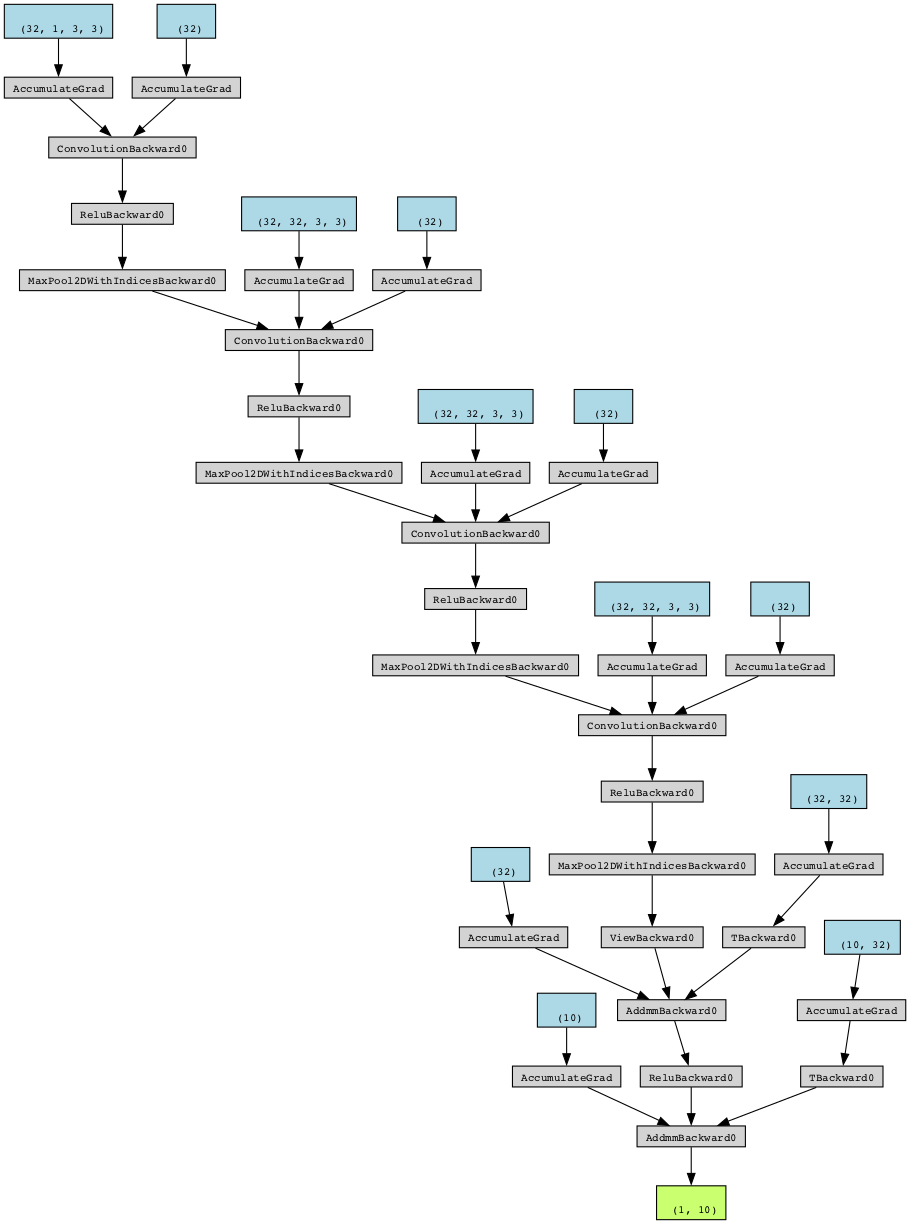 (32, 1, 3, 3)
(32)
AccumulateGrad
AccumulateGrad
ConvolutionBackward0
ReluBackward0
(32, 32, 3, 3)
(32)
MaxPool2DWithIndicesBackward0
AccumulateGrad
AccumulateGrad
ConvolutionBackward0
ReluBackward0
(32, 32, 3, 3)
(32)
MaxPool2DWithIndicesBackward0
AccumulateGrad
AccumulateGrad
ConvolutionBackward0
ReluBackward0
(32, 32, 3, 3)
(32)
MaxPool2DWithIndicesBackward0
AccumulateGrad
AccumulateGrad
ConvolutionBackward0
ReluBackward0
(32, 32)
(32)
MaxPool2DWithIndicesBackward0
AccumulateGrad
AccumulateGrad
ViewBackward0
TBackward0
(10, 32)
(10)
AddmmBackward0
AccumulateGrad
AccumulateGrad
ReluBackward0
TBackward0
AddmmBackward0
(1, 10)